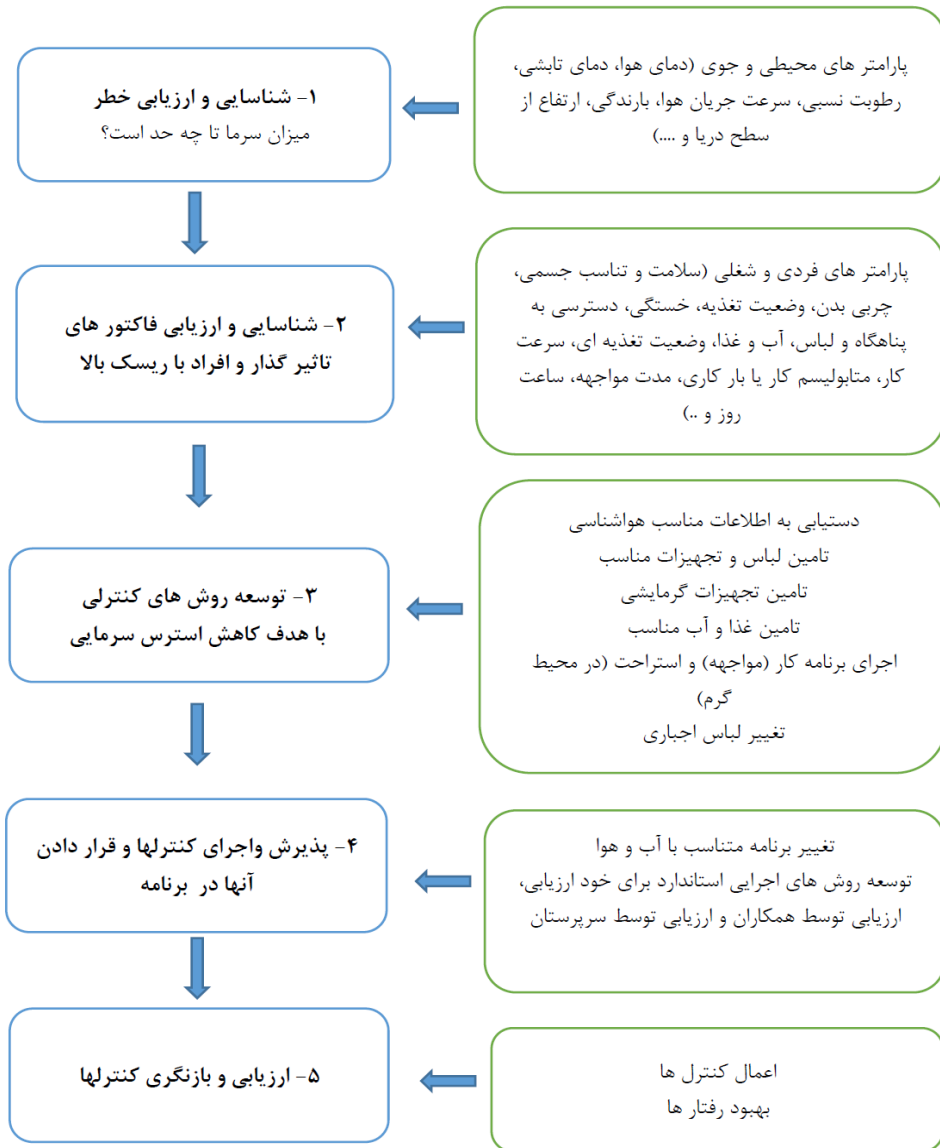 ۱- شناسایی و ارزیابی خطر
میزان سرما تا چه حد است؟
پارامتر های محیطی و جوی (دمای هوا، دمای تابشی،
رطوبت نسبی، سرعت جریان هوا، بارندگی، ارتفاع از
سطح دریا و ....)
۲- شناسایی و ارزیابی فاکتور های
تاثیر گذار و افراد با ریسک بالا
پارامتر های فردی و شغلی (سلامت و تناسب جسمی،
چربی بدن، وضعیت تغذیه، خستگی، دسترسی به
پناهگاه و لباس، آب و غذا، وضعیت تغذیه ای، سرعت
کار، متابولیسم کار یا بار کاری، مدت مواجهه، ساعت
روز و ..)
۳- توسعه روش های کنترلی
با هدف کاهش استرس سرمایی
دستیابی به اطلاعات مناسب هواشناسی
تامین لباس و تجهیزات مناسب
تامین تجهیزات گرمایشی
تامین غذا و آب مناسب
اجرای برنامه کار (مواجهه) و استراحت (در محیط
گرم)
تغییر لباس اجباری
۴- پذیرش واجرای کنترلها و قرار دادن
آنها در برنامه
تغییر برنامه متناسب با آب و هوا
توسعه روش های اجرایی استاندارد برای خود ارزیابی،
ارزیابی توسط همکاران و ارزیابی توسط سرپرستان
۵- ارزیابی و بازنگری کنترلها
اعمال کنترل ها
بهبود رفتار ها